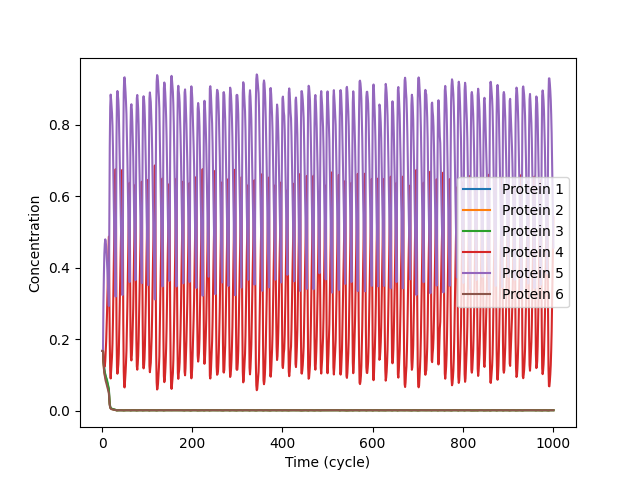 0.8
0.6
0.4
0.2
0.0
Concentration
0
200
400
600
800
1000
Time (cycle)
Protein 1
Protein 2
Protein 3
Protein 4
Protein 5
Protein 6